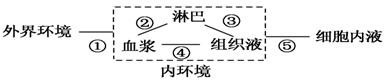 淋巴
② ③
外界环境 细胞内液
① 血浆 ④ 组织液 ⑤
内环境